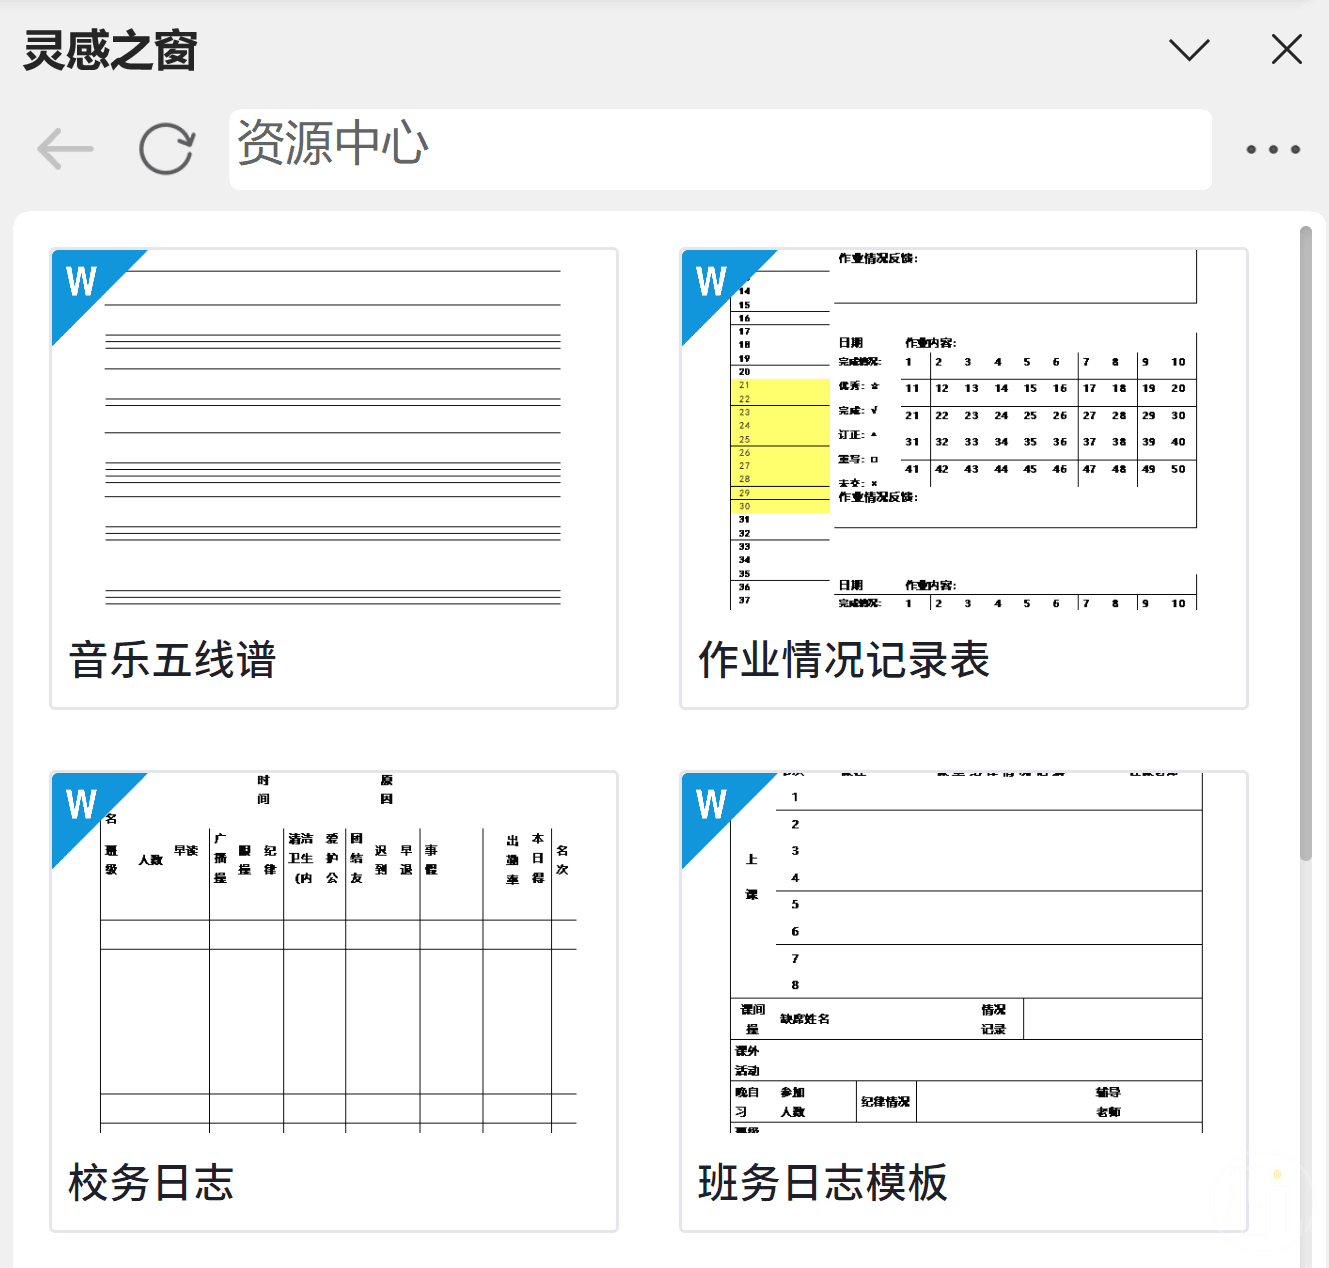 灵感之窗
资源中心
W
音乐五线谱
W
作业情况反馈:
14
15
16
17
18
19
20
21
22
23
24
25
26
27
28
29
30
31
32
33
34
35
36
37
日期 作业内容:
完成情况: 1 2 3 4 5 6 7 8 9 10
优秀: ☆ 11 12 13 14 15 16 17 18 19 20
完成: √ 21 22 23 24 25 26 27 28 29 30
订正: ▲ 31 32 33 34 35 36 37 38 39 40
重写: □ 41 42 43 44 45 46 47 48 49 50
未交: ×
作业情况反馈:
日期 作业内容:
完成情况: 1 2 3 4 5 6 7 8 9 10
作业情况记录表
W
时间 原因
名
班级 人数 早读 广播操 眼操 纪律 清洁卫生(内 爱护公 团结友 迟到 早退 事假 出勤率 本日得 名次
校务日志
W
上课
1
2
3
4
5
6
7
8
课间操 缺席姓名 情况记录
课外活动
晚自习 参加人数 纪律情况 辅导老师
班务日志模板